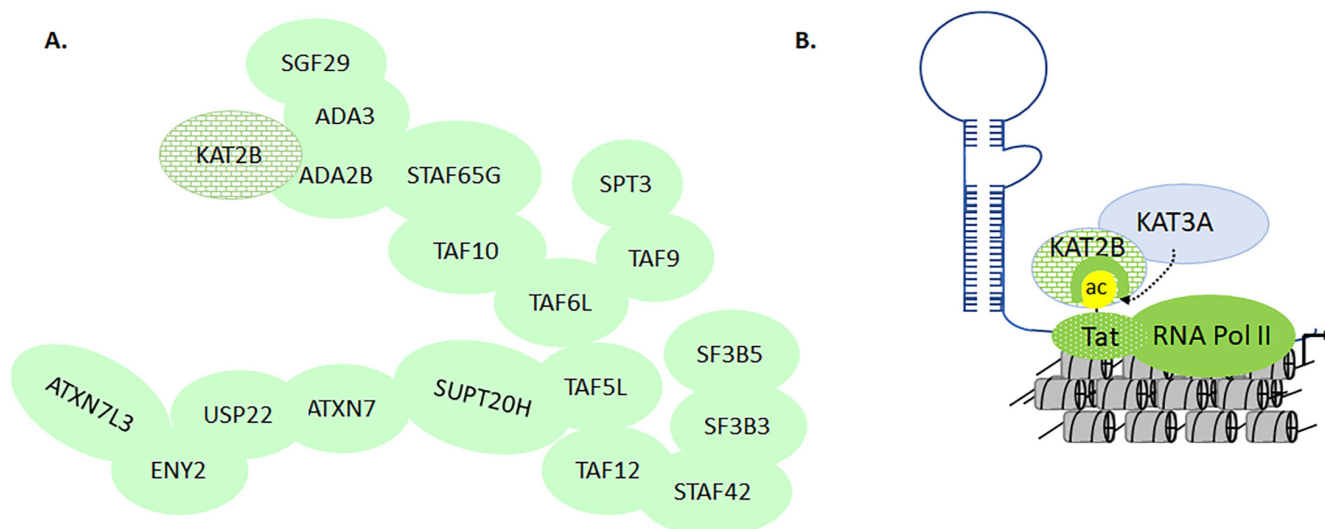 A.
SGF29
ADA3
KAT2B
ADA2B
STAF65G
SPT3
TAF10
TAF9
TAF6L
SF3B5
ATXN7L3
USP22
ATXN7
SUPT20H
TAF5L
SF3B3
ENY2
TAF12
STAF42
B.
KAT3A
KAT2B
ac
Tat
RNA Pol II